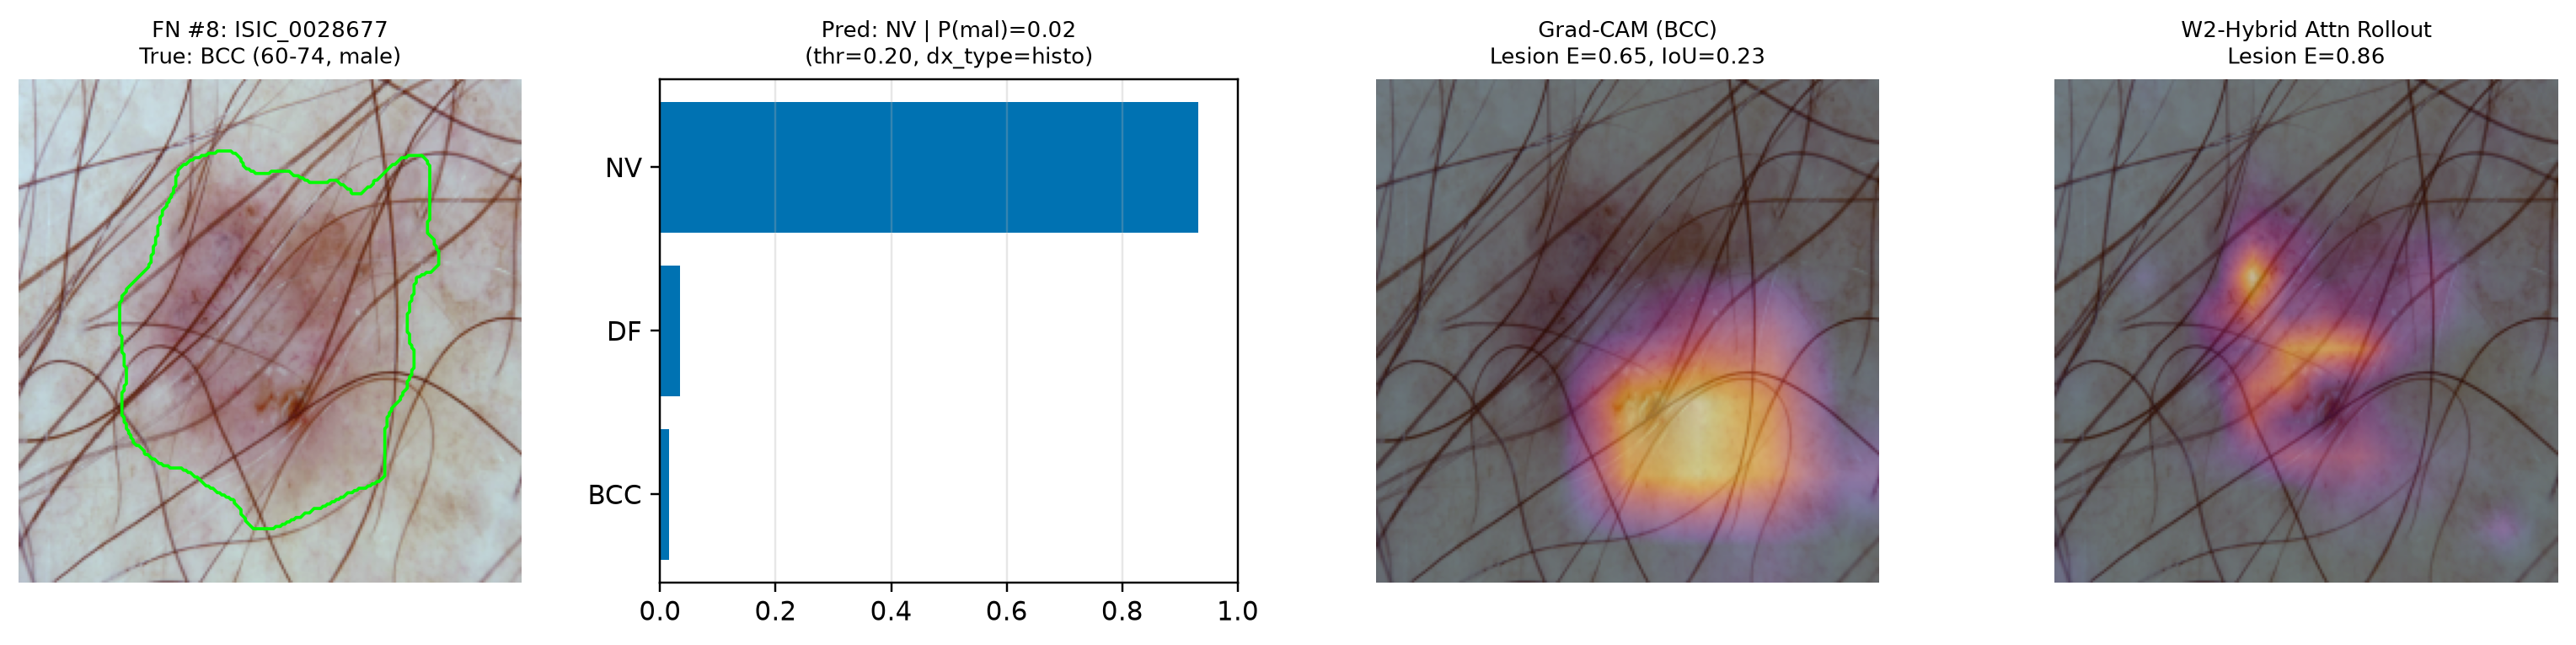 FN #8: ISIC_0028677
True: BCC (60-74, male)
Pred: NV | P(mal)=0.02
(thr=0.20, dx_type=histo)
NV
DF
BCC
0.0 0.2 0.4 0.6 0.8 1.0
Grad-CAM (BCC)
Lesion E=0.65, IoU=0.23
W2-Hybrid Attn Rollout
Lesion E=0.86